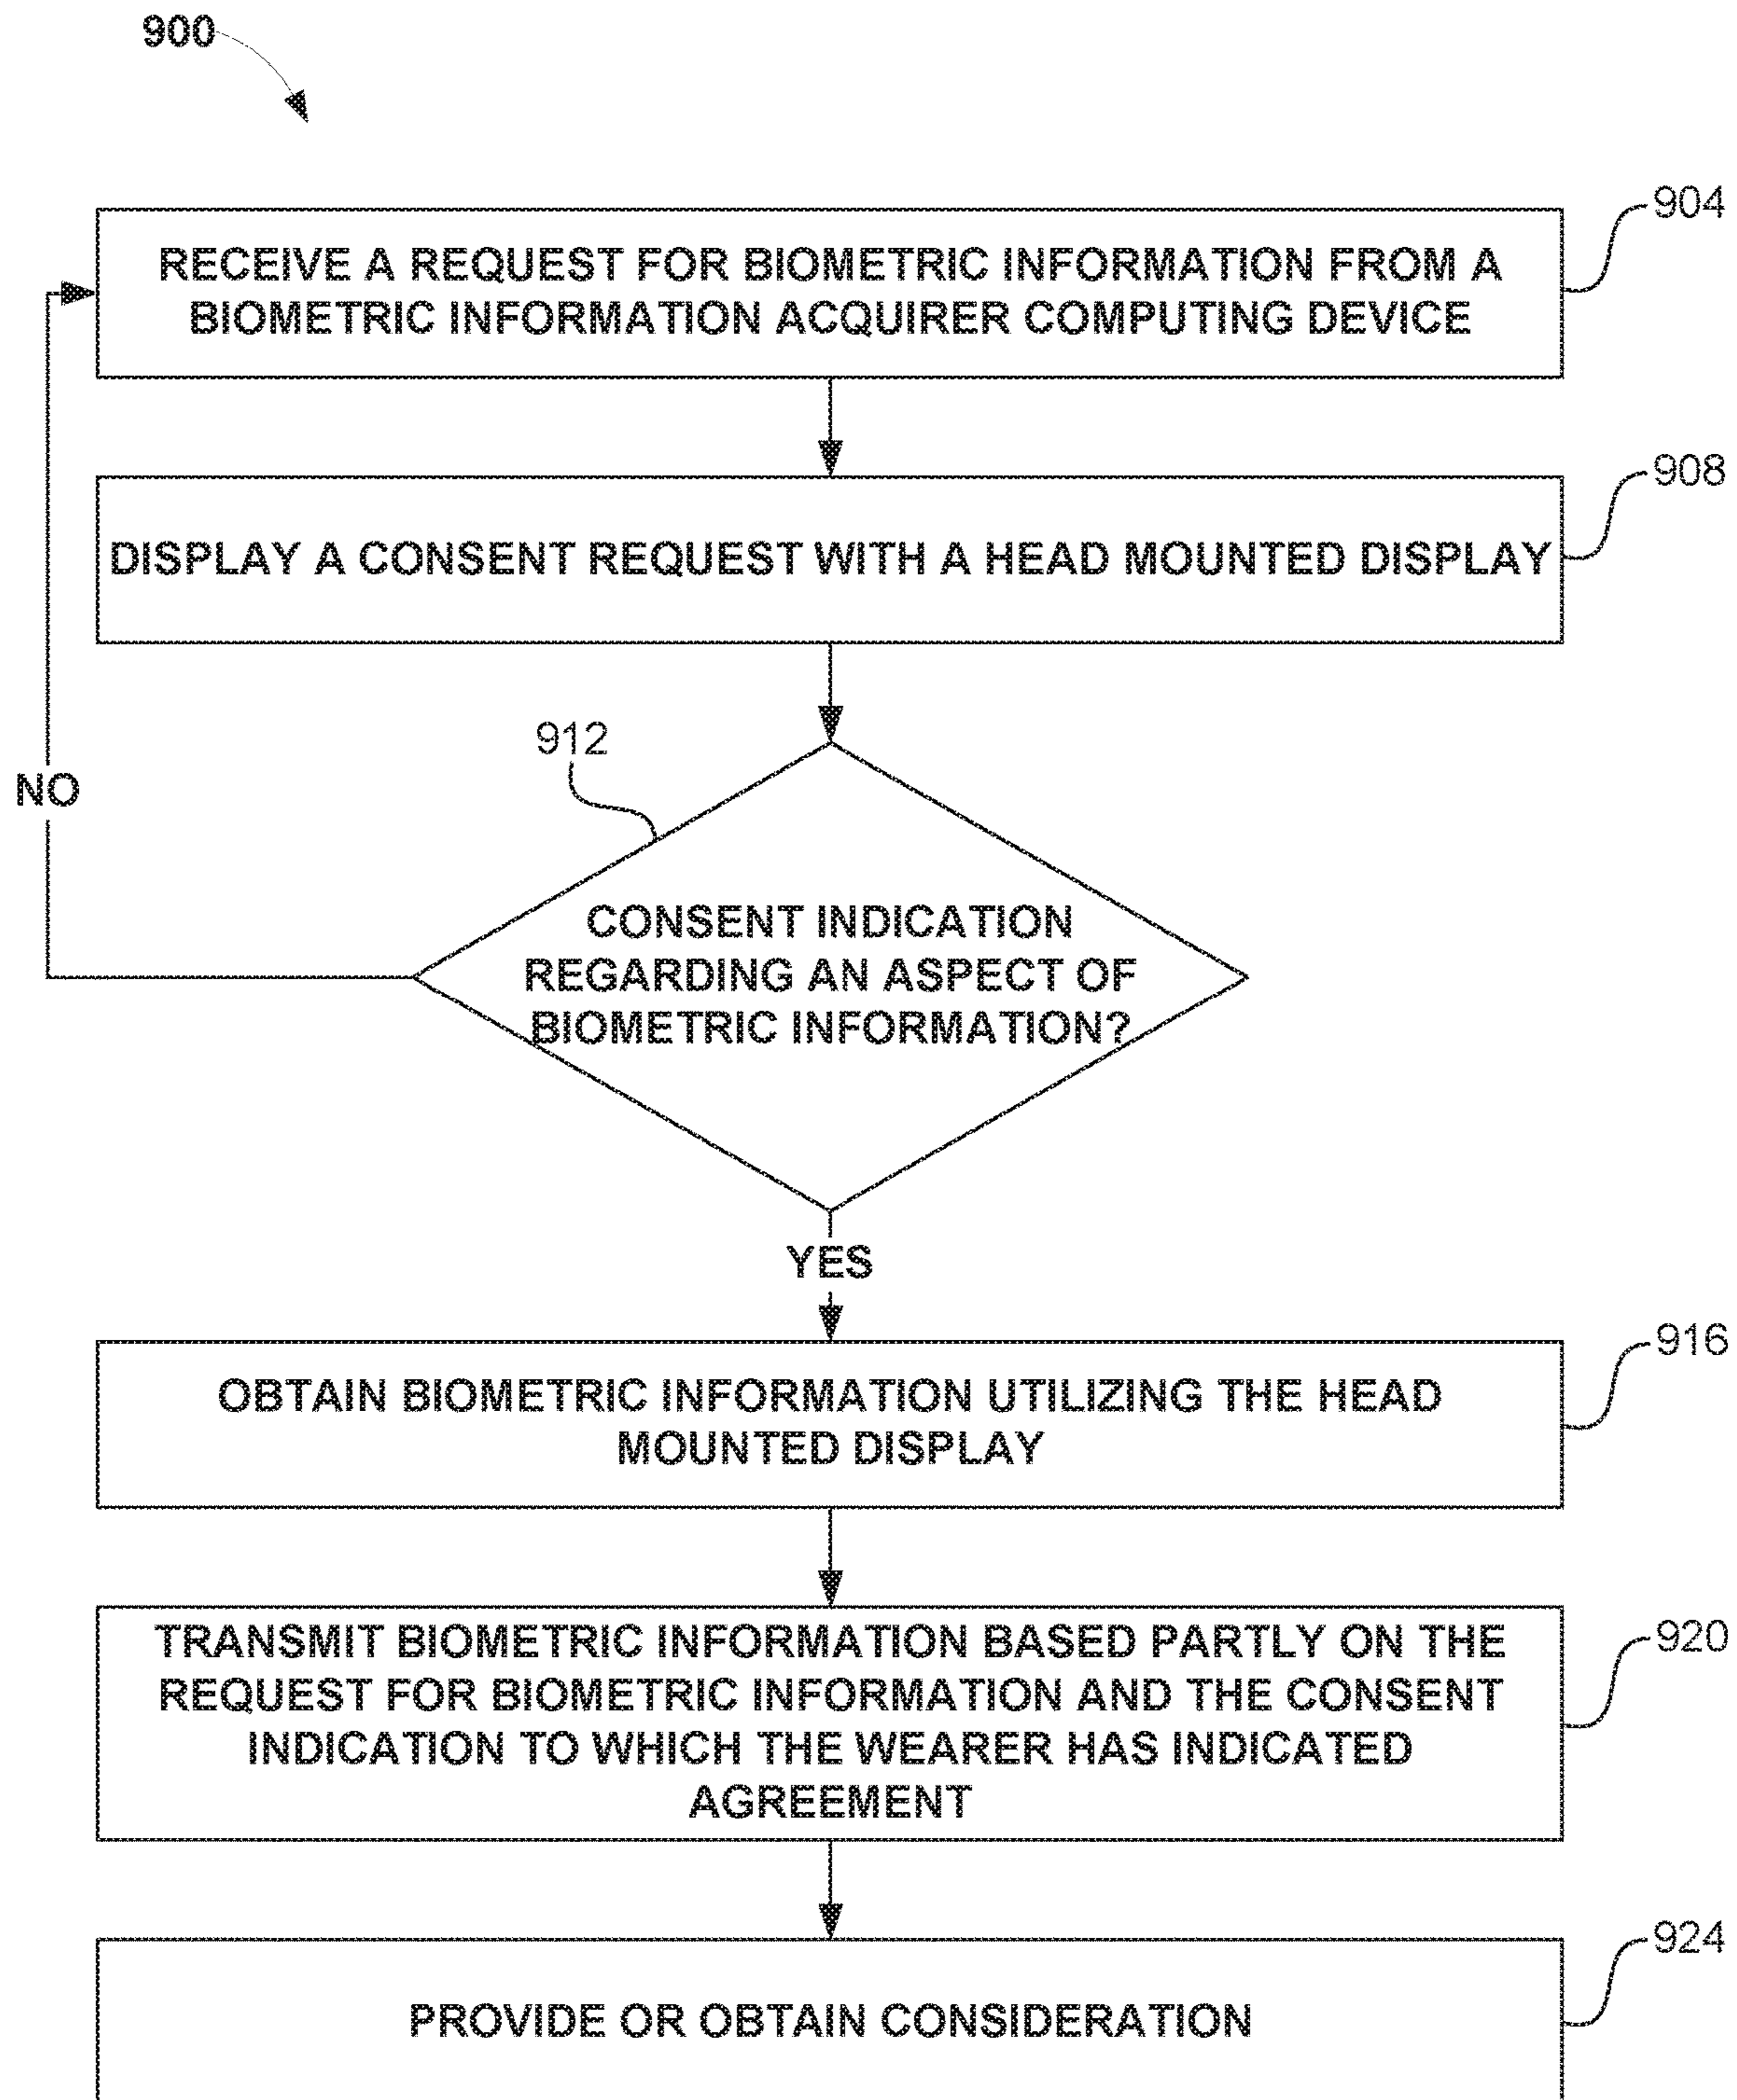 900
904
RECEIVE A REQUEST FOR BIOMETRIC INFORMATION FROM A
BIOMETRIC INFORMATION ACQUIRER COMPUTING DEVICE
908
DISPLAY A CONSENT REQUEST WITH A HEAD MOUNTED DISPLAY
912
NO
CONSENT INDICATION
REGARDING AN ASPECT OF
BIOMETRIC INFORMATION?
YES
916
OBTAIN BIOMETRIC INFORMATION UTILIZING THE HEAD
MOUNTED DISPLAY
920
TRANSMIT BIOMETRIC INFORMATION BASED PARTLY ON THE
REQUEST FOR BIOMETRIC INFORMATION AND THE CONSENT
INDICATION TO WHICH THE WEARER HAS INDICATED
AGREEMENT
924
PROVIDE OR OBTAIN CONSIDERATION